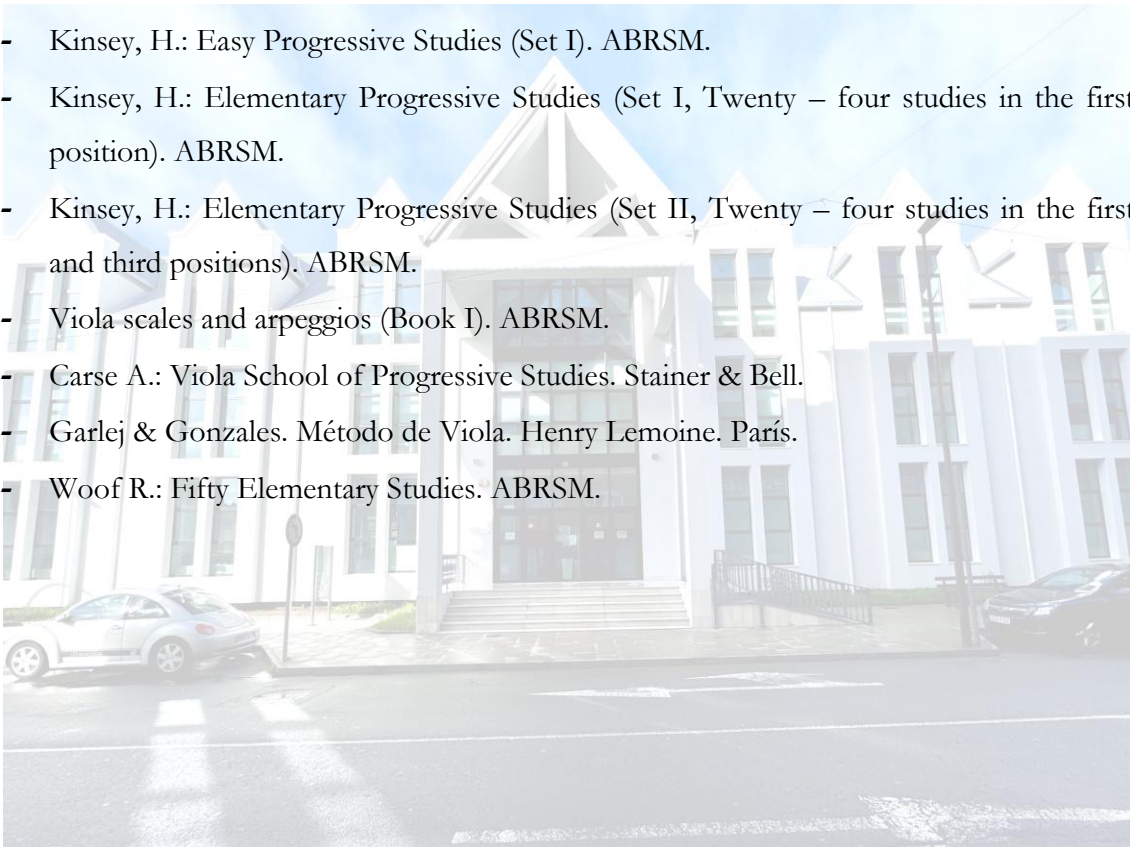 - Kinsey, H.: Easy Progressive Studies (Set I). ABRSM.
- Kinsey, H.: Elementary Progressive Studies (Set I, Twenty – four studies in the first
position). ABRSM.
- Kinsey, H.: Elementary Progressive Studies (Set II, Twenty – four studies in the first
and third positions). ABRSM.
- Viola scales and arpeggios (Book I). ABRSM.
- Carse A.: Viola School of Progressive Studies. Stainer & Bell.
- Garlej & Gonzales. Método de Viola. Henry Lemoine. París.
- Woof R.: Fifty Elementary Studies. ABRSM.